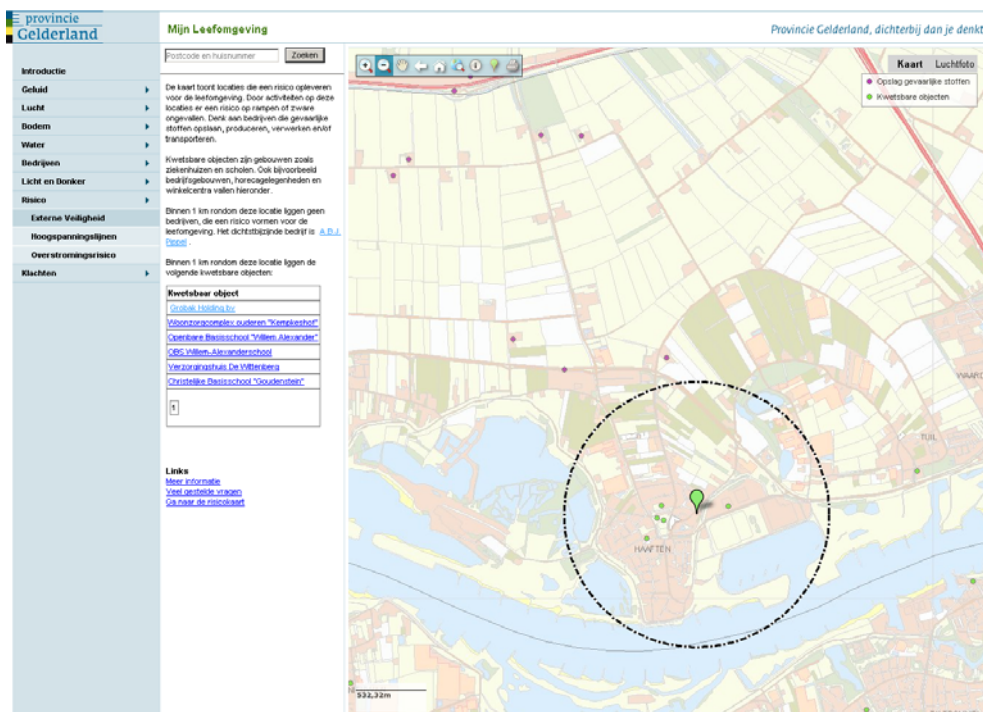 provincie
Gelderland
Mijn Leefomgeving
Provincie Gelderland, dichterbij dan je denkt
Postcode en huisnummer
Zoeken
Introductie
Geluid
Lucht
Bodem
Water
Bedrijven
Licht en Donker
Risico
Externe Veiligheid
Hoogspanningslijnen
Overstromingsrisico
Klachten
De kaart toont locaties die een risico opleveren
voor de leefomgeving. Door activiteiten op deze
locaties er een risico op rampen of zware
ongevallen. Denk aan bedrijven die gevaarlijke
stoffen opslaan, produceren, verwerken en/of
transporteren.
Kwetsbare objecten zijn gebouwen zoals
ziekenhuizen en scholen. Ook bijvoorbeeld
bedrijfsgebouwen, horecagelegenheden en
winkelcentra vallen hieronder.
Binnen 1 km rondom deze locatie liggen geen
bedrijven, die een risico vormen voor de
leefomgeving. Het dichtstbijzijnde bedrijf is A.B.J.
Pippel .
Binnen 1 km rondom deze locatie liggen de
volgende kwetsbare objecten:
Kwetsbaar object
Grobak Holding bv
Woonzorgcomplex ouderen "Kempkeshof"
Openbare Basisschool "Willem Alexander"
OBS Willem-Alexanderschool
Verzorgingshuis De Wittenberg
Christelijke Basisschool "Goudenstein"
1
Links
Meer informatie
Veel gestelde vragen
Ga naar de risicokaart
Kaart Luchtfoto
Opslag gevaarlijke stoffen
Kwetsbare objecten
WAARD
TUIL
HAAFTEN
532,32m